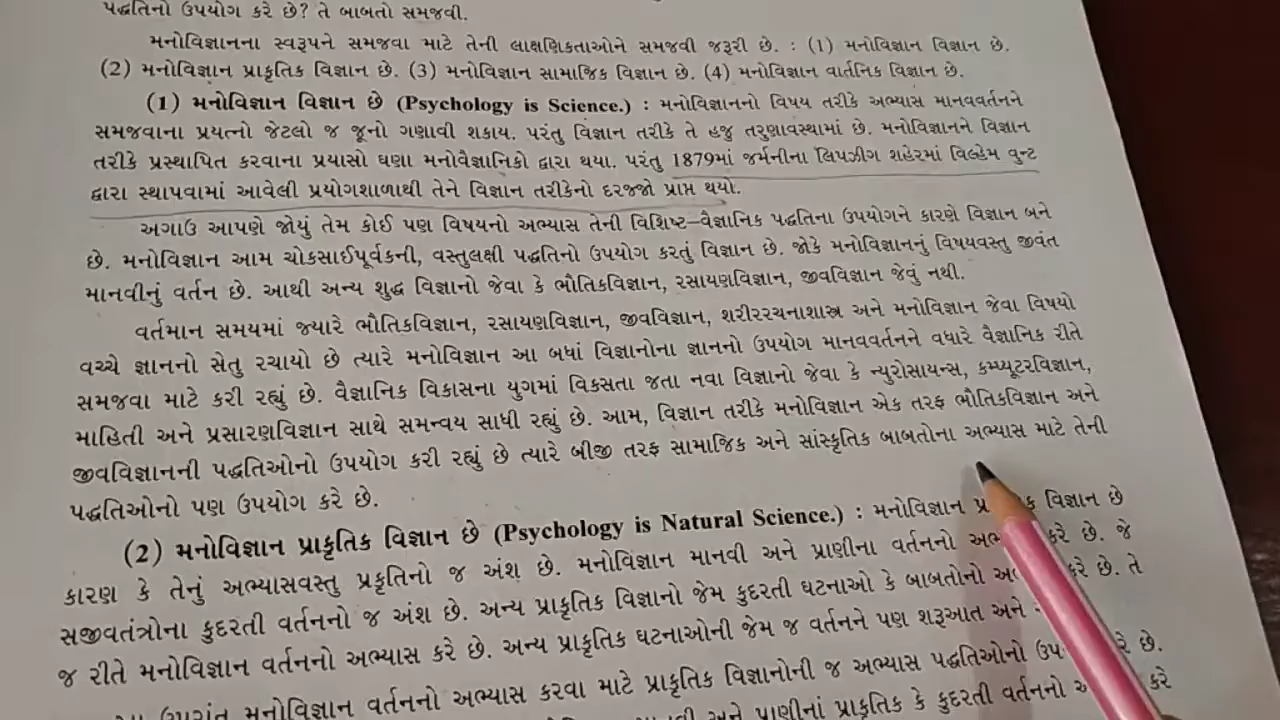 પદ્ધતિનો ઉપયોગ કરે છે? તે બાબતો સમજવી.
મનોવિજ્ઞાનના સ્વરૂપને સમજવા માટે તેની લાક્ષણિકતાઓને સમજવી જરૂરી છે. : (1) મનોવિજ્ઞાન વિજ્ઞાન છે.
(2) મનોવિજ્ઞાન પ્રાકૃતિક વિજ્ઞાન છે. (3) મનોવિજ્ઞાન સામાજિક વિજ્ઞાન છે. (4) મનોવિજ્ઞાન વાર્તનિક વિજ્ઞાન છે.
(1) મનોવિજ્ઞાન વિજ્ઞાન છે (Psychology is Science.) : મનોવિજ્ઞાનનો વિષય તરીકે અભ્યાસ માનવવર્તનને
સમજવાના પ્રયત્નો જેટલો જ જૂનો ગણાવી શકાય. પરંતુ વિજ્ઞાન તરીકે તે હજુ તરુણાવસ્થામાં છે. મનોવિજ્ઞાનને વિજ્ઞાન
તરીકે પ્રસ્થાપિત કરવાના પ્રયાસો ઘણા મનોવૈજ્ઞાનિકો દ્વારા થયા. પરંતુ 1879માં જર્મનીના લિપઝીગ શહેરમાં વિલ્હેમ વુન્ટ
દ્વારા સ્થાપવામાં આવેલી પ્રયોગશાળાથી તેને વિજ્ઞાન તરીકેનો દરજ્જો પ્રાપ્ત થયો.
અગાઉ આપણે જોયું તેમ કોઈ પણ વિષયનો અભ્યાસ તેની વિશિષ્ટ–વૈજ્ઞાનિક પદ્ધતિના ઉપયોગને કારણે વિજ્ઞાન બને
છે. મનોવિજ્ઞાન આમ ચોકસાઈપૂર્વકની, વસ્તુલક્ષી પદ્ધતિનો ઉપયોગ કરતું વિજ્ઞાન છે. જોકે મનોવિજ્ઞાનનું વિષયવસ્તુ જીવંત
માનવીનું વર્તન છે. આથી અન્ય શુદ્ધ વિજ્ઞાનો જેવા કે ભૌતિકવિજ્ઞાન, રસાયણવિજ્ઞાન, જીવવિજ્ઞાન જેવું નથી.
વર્તમાન સમયમાં જ્યારે ભૌતિકવિજ્ઞાન, રસાયણવિજ્ઞાન, જીવવિજ્ઞાન, શરીરરચનાશાસ્ત્ર અને મનોવિજ્ઞાન જેવા વિષયો
વચ્ચે જ્ઞાનનો સેતુ રચાયો છે ત્યારે મનોવિજ્ઞાન આ બધાં વિજ્ઞાનોના જ્ઞાનનો ઉપયોગ માનવવર્તનને વધારે વૈજ્ઞાનિક રીતે
સમજવા માટે કરી રહ્યું છે. વૈજ્ઞાનિક વિકાસના યુગમાં વિકસતા જતા નવા વિજ્ઞાનો જેવા કે ન્યુરોસાયન્સ, કમ્પ્યૂટરવિજ્ઞાન,
માહિતી અને પ્રસારણવિજ્ઞાન સાથે સમન્વય સાધી રહ્યું છે. આમ, વિજ્ઞાન તરીકે મનોવિજ્ઞાન એક તરફ ભૌતિકવિજ્ઞાન અને
જીવવિજ્ઞાનની પદ્ધતિઓનો ઉપયોગ કરી રહ્યું છે ત્યારે બીજી તરફ સામાજિક અને સાંસ્કૃતિક બાબતોના અભ્યાસ માટે તેની
પદ્ધતિઓનો પણ ઉપયોગ કરે છે.
(2) મનોવિજ્ઞાન પ્રાકૃતિક વિજ્ઞાન છે (Psychology is Natural Science.) : મનોવિજ્ઞાન વિજ્ઞાન છે
કારણ કે તેનું અભ્યાસવસ્તુ પ્રકૃતિનો જ અંશ છે. મનોવિજ્ઞાન માનવી અને પ્રાણીના વર્તનનો કરે છે. જે
સજીવતંત્રોના કુદરતી વર્તનનો જ અંશ છે. અન્ય પ્રાકૃતિક વિજ્ઞાનો જેમ કુદરતી ઘટનાઓ કે બાબતોનો કરે છે. તે
જ રીતે મનોવિજ્ઞાન વર્તનનો અભ્યાસ કરે છે. અન્ય પ્રાકૃતિક ઘટનાઓની જેમ જ વર્તનને પણ શરૂઆત અને
ઉપરાંત મનોવિજ્ઞાન વર્તનનો અભ્યાસ કરવા માટે પ્રાકૃતિક વિજ્ઞાનોની જ અભ્યાસ પદ્ધતિઓનો છે.
અને પ્રાણીનાં પ્રાકૃતિક કે કુદરતી વર્તનનો કરે